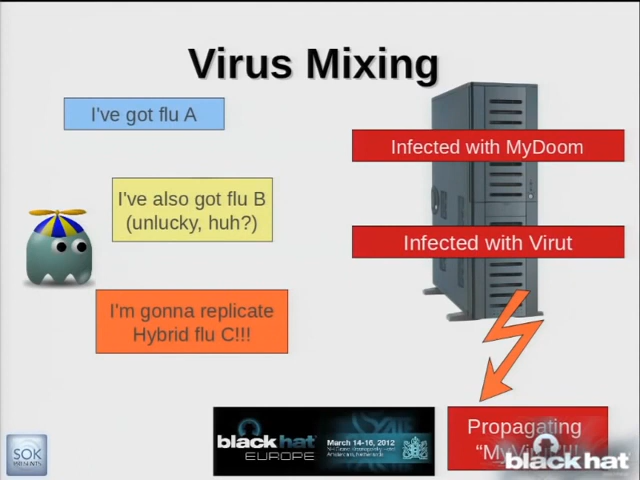 Virus Mixing
I've got flu A
I've also got flu B
(unlucky, huh?)
I'm gonna replicate
Hybrid flu C!!!
Infected with MyDoom
Infected with Virut
Propagating
black hat
EUROPE
March 14-16, 2012
black hat
SOK
PRESENTS